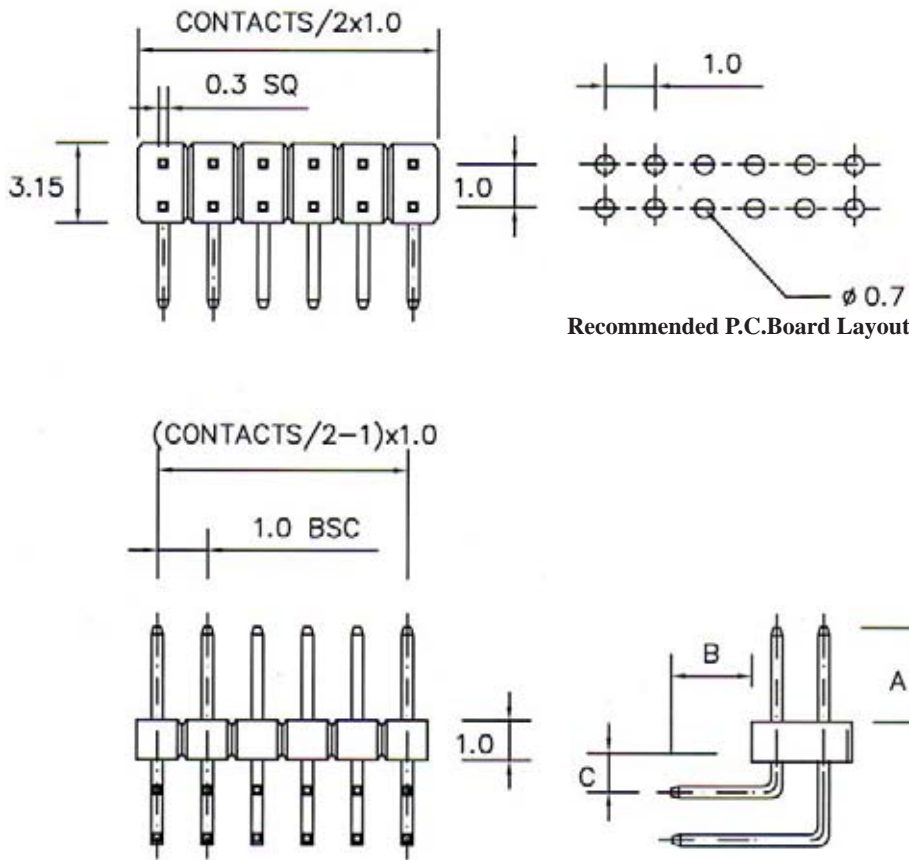 CONTACTS/2x1.0
0.3 SQ
1.0
3.15
1.0
ø 0.7
Recommended P.C.Board Layout
(CONTACTS/2-1)x1.0
1.0 BSC
B
A
1.0
C